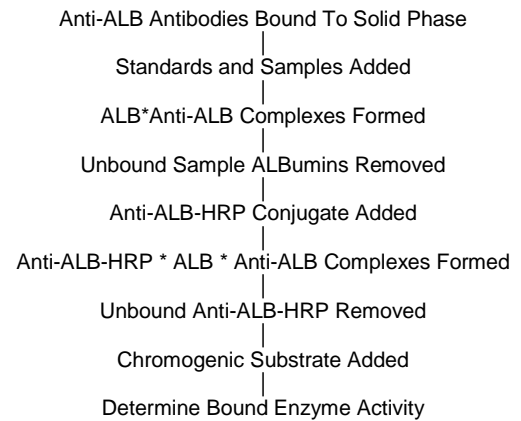 Anti-ALB Antibodies Bound To Solid Phase
Standards and Samples Added
ALB*Anti-ALB Complexes Formed
Unbound Sample ALBumins Removed
Anti-ALB-HRP Conjugate Added
Anti-ALB-HRP * ALB * Anti-ALB Complexes Formed
Unbound Anti-ALB-HRP Removed
Chromogenic Substrate Added
Determine Bound Enzyme Activity